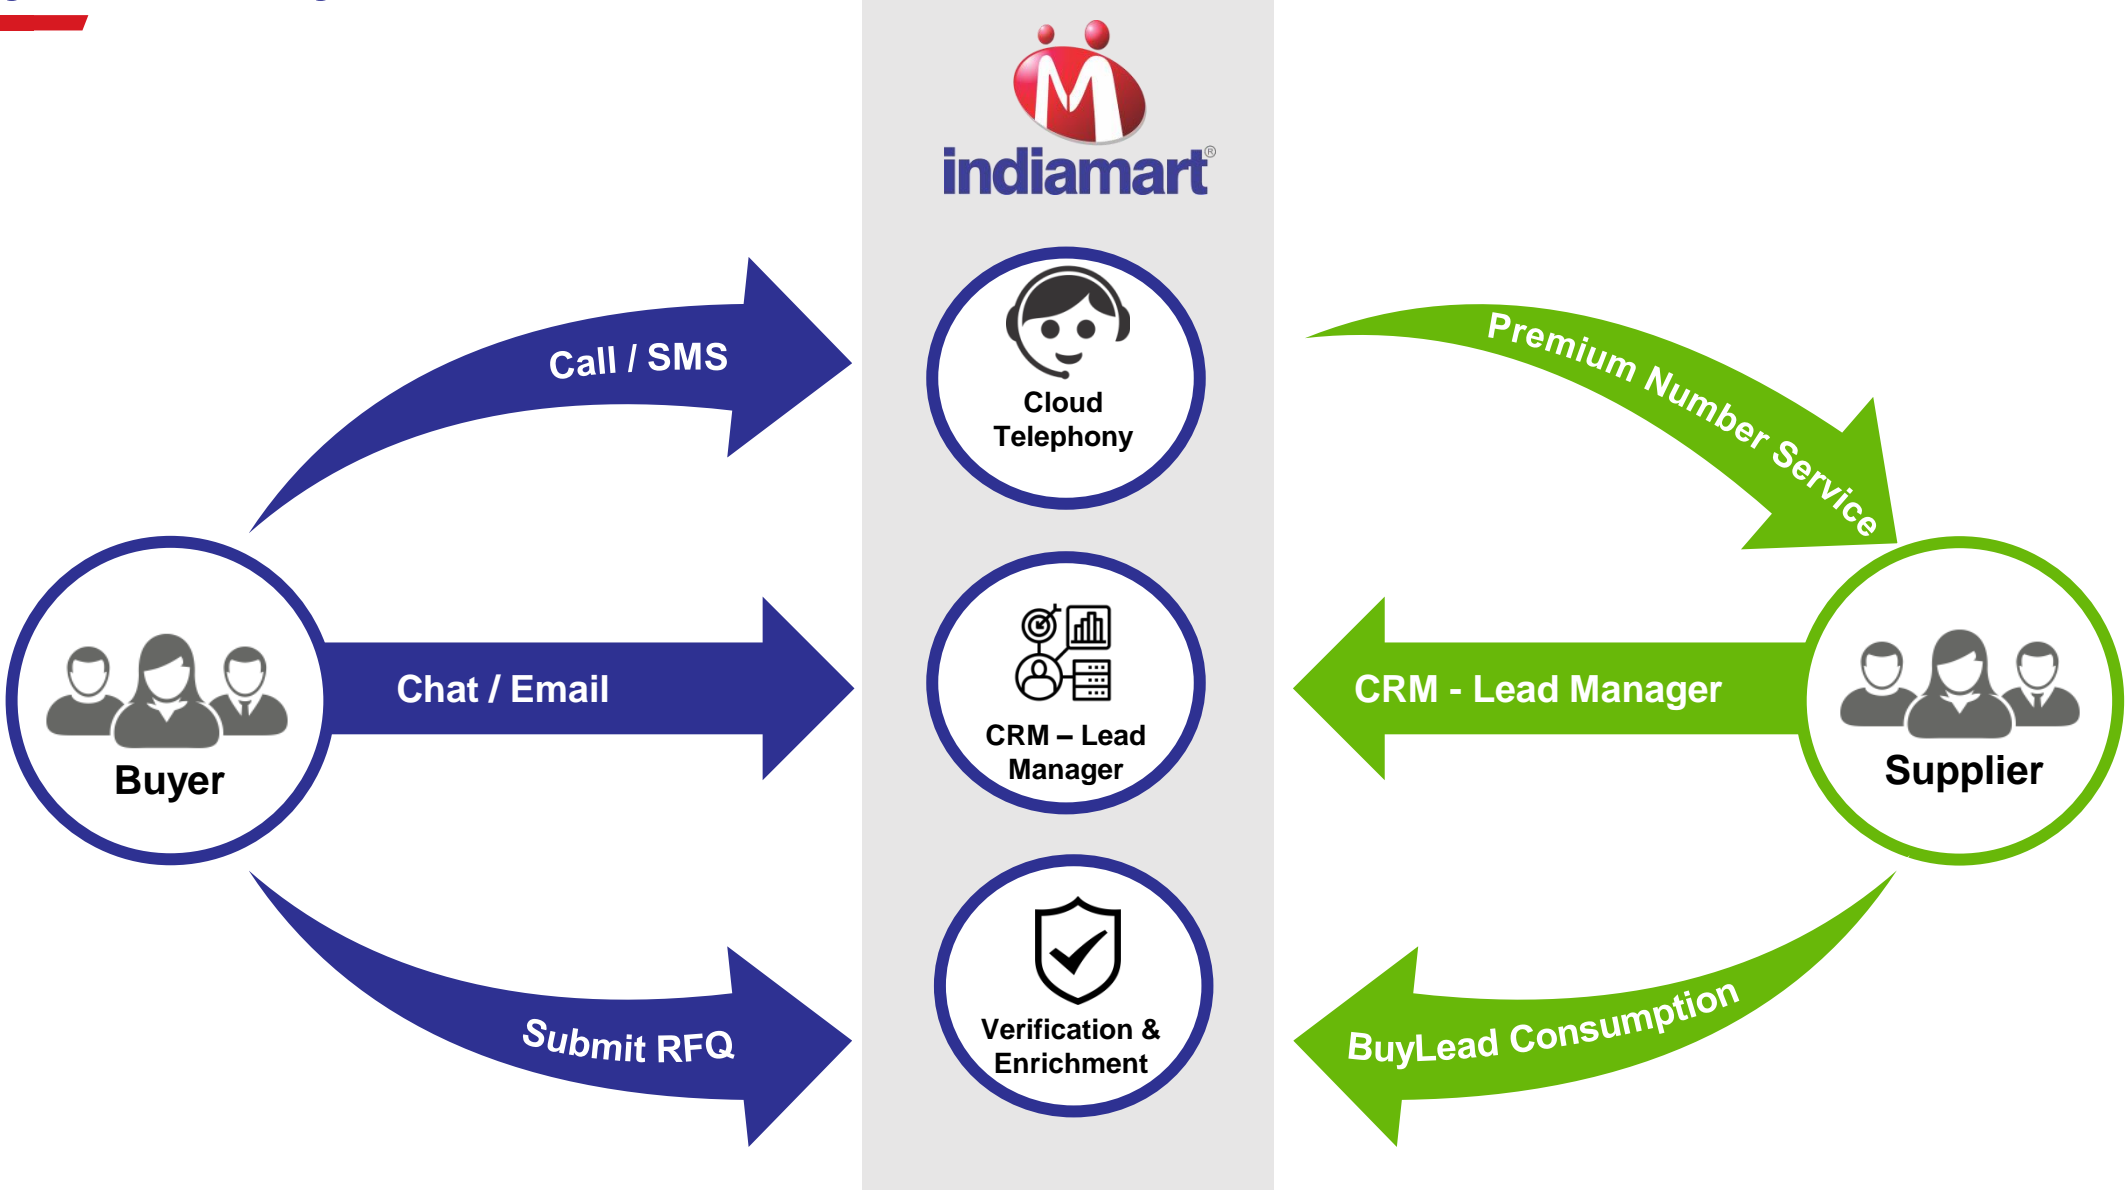 indiamart®
Call / SMS
Cloud
Telephony
Premium Number Service
Buyer
Chat / Email
CRM – Lead
Manager
CRM - Lead Manager
Supplier
Submit RFQ
Verification &
Enrichment
BuyLead Consumption